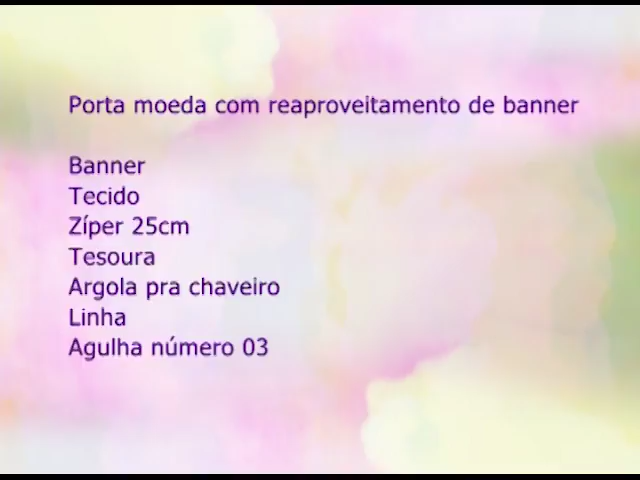 Porta moeda com reaproveitamento de banner
Banner
Tecido
Zíper 25cm
Tesoura
Argola pra chaveiro
Linha
Agulha número 03